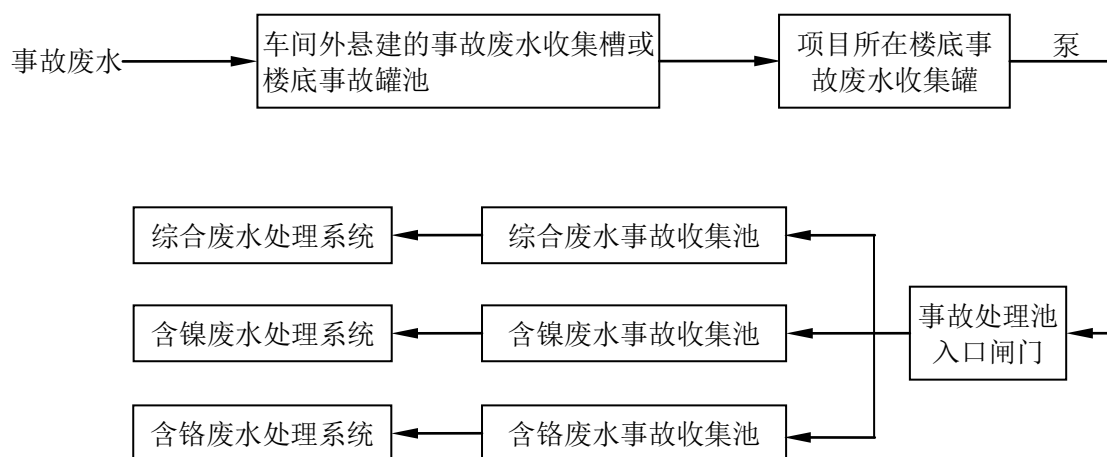 事故废水
车间外悬建的事故废水收集槽或
楼底事故罐池
项目所在楼底事
故废水收集罐
泵
综合废水处理系统
综合废水事故收集池
含镍废水处理系统
含镍废水事故收集池
事故处理池
入口闸门
含铬废水处理系统
含铬废水事故收集池